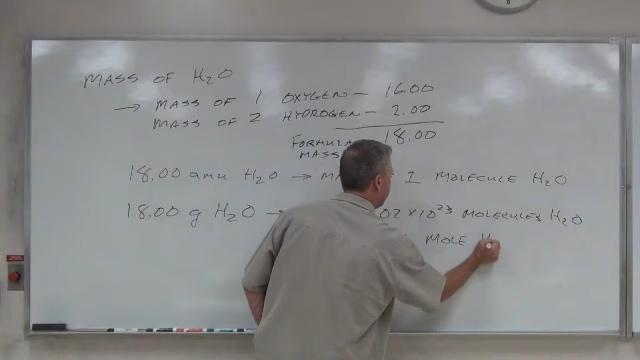 MASS OF H2O
→ MASS OF 1 OXYGEN – 16.00
MASS OF 2 HYDROGEN – 2.00
FORMULA 18.00
MASS
18.00 amu H2O → 1 MOLECULE H2O
18.00 g H2O → 02 × 10^23 MOLECULES H2O
MOLE